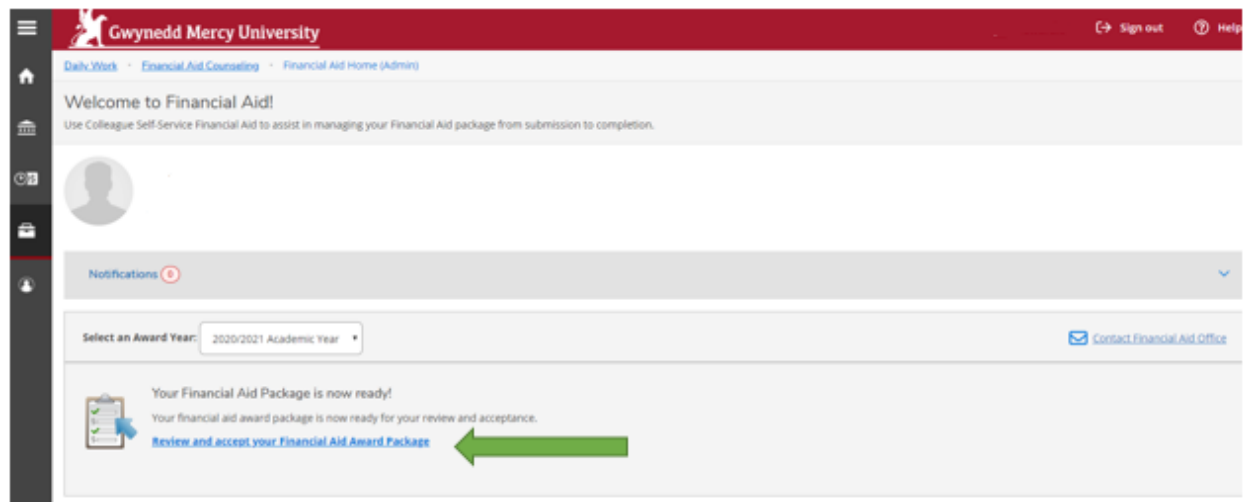 Gwynedd Mercy University
Sign out
Help
Daily Work · Financial Aid Counseling · Financial Aid Home (Admin)
Welcome to Financial Aid!
Use Colleague Self-Service Financial Aid to assist in managing your Financial Aid package from submission to completion.
Notifications 0
Select an Award Year: 2020/2021 Academic Year
Contact Financial Aid Office
Your Financial Aid Package is now ready!
Your financial aid award package is now ready for your review and acceptance.
Review and accept your Financial Aid Award Package